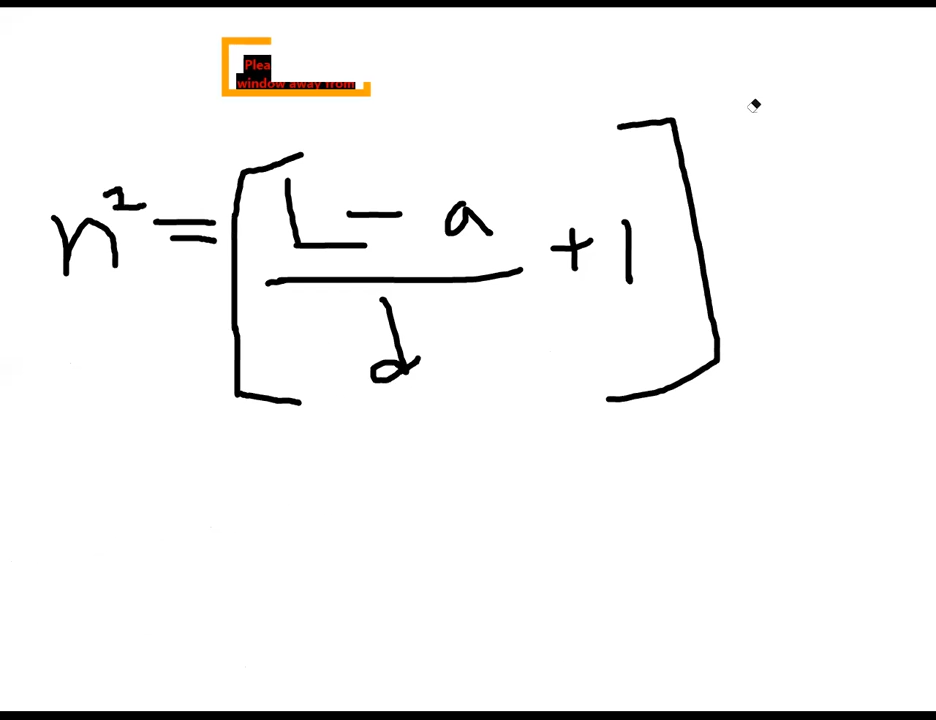 Plea
window away from
n² = [ (L - a) / d + 1 ]